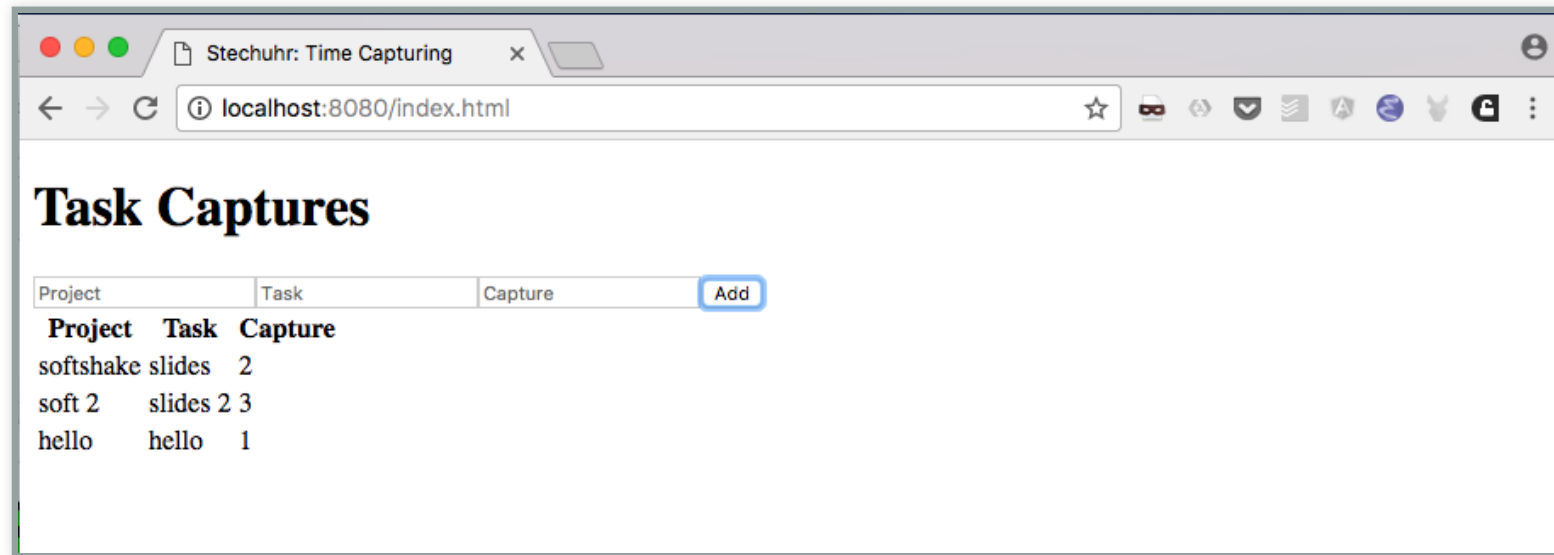 Stechuhr: Time Capturing
localhost:8080/index.html
Task Captures
Project Task Capture Add
Project Task Capture
softshake slides 2
soft 2 slides 2 3
hello hello 1